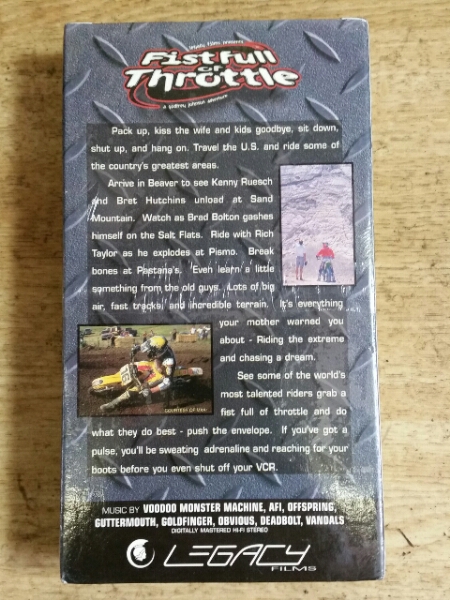 Fist full
of
Throttle
Pack up, kiss the wife and kids goodbye, sit down,
shut up, and hang on. Travel the U.S. and ride some of
the country's greatest areas.
Arrive in Beaver to see Kenny Ruesch
and Bret Hutchins unload at Sand
Mountain. Watch as Brad Bolton gashes
himself on the Salt Flats. Ride with Rich
Taylor as he explodes at Pismo. Break
bones at Pastana's. Even learn a little
something from the old guys. Lots of big
air, fast tracks, and incredible terrain. It's everything
your mother warned you
about - Riding the extreme
and chasing a dream.
See some of the world's
most talented riders grab a
fist full of throttle and do
what they do best - push the envelope. If you've got a
pulse, you'll be sweating adrenaline and reaching for your
boots before you even shut off your VCR.
COURTESY OF
MUSIC BY VOODOO MONSTER MACHINE, AFI, OFFSPRING,
GUTTERMOUTH, GOLDFINGER, OBVIOUS, DEADBOLT, VANDALS
DIGITALLY MASTERED HI-FI STEREO
LEGACY
FILMS